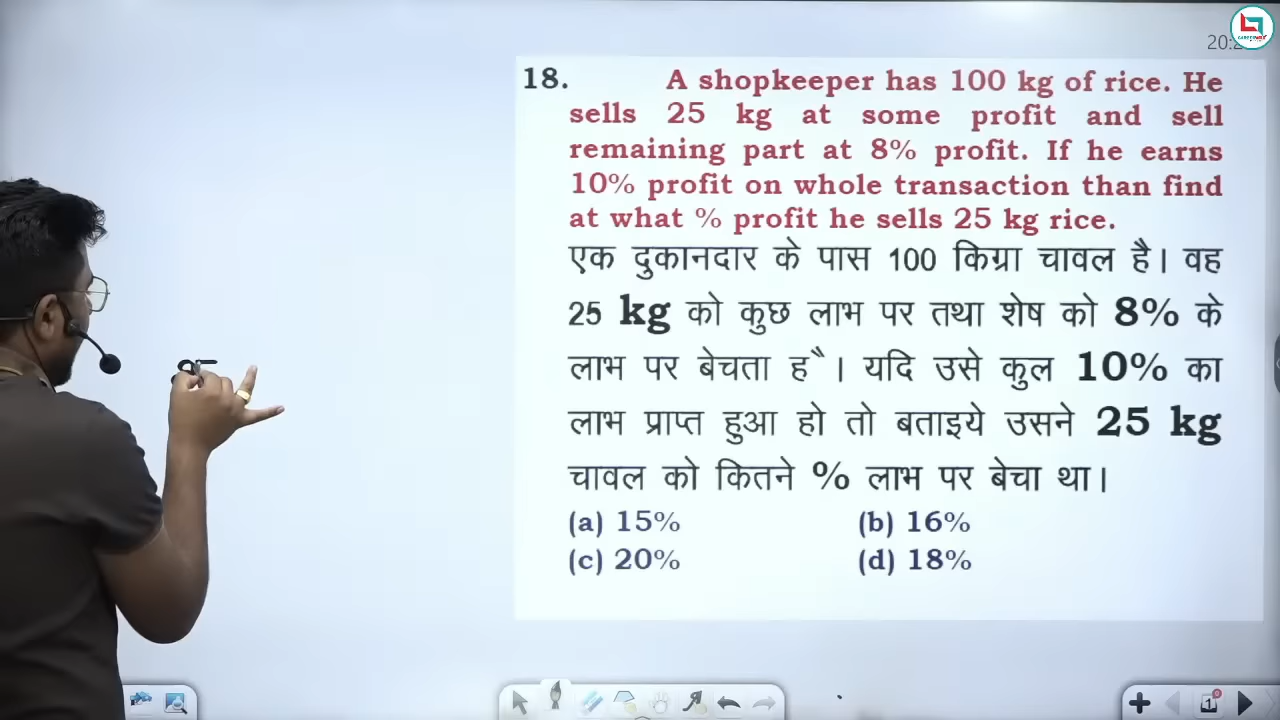 18. A shopkeeper has 100 kg of rice. He
sells 25 kg at some profit and sell
remaining part at 8% profit. If he earns
10% profit on whole transaction than find
at what % profit he sells 25 kg rice.
एक दुकानदार के पास 100 किग्रा चावल है। वह
25 kg को कुछ लाभ पर तथा शेष को 8% के
लाभ पर बेचता ह ै। यदि उसे कुल 10% का
लाभ प्राप्त हुआ हो तो बताइये उसने 25 kg
चावल को कितने % लाभ पर बेचा था।
(a) 15% (b) 16%
(c) 20% (d) 18%
1